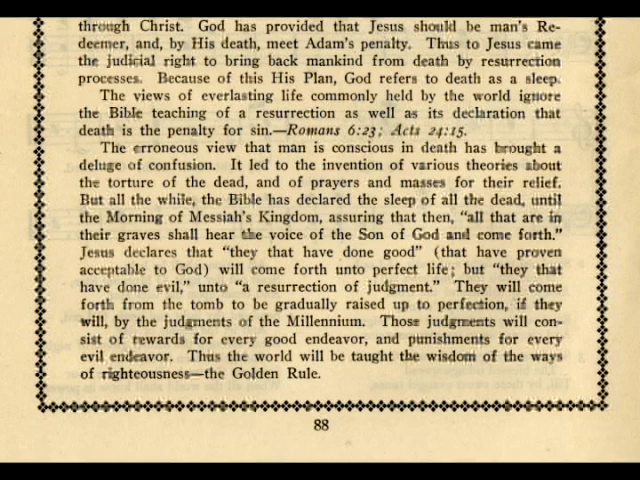 through Christ. God has provided that Jesus should be man's Re-
deemer, and, by His death, meet Adam's penalty. Thus to Jesus came
the judicial right to bring back mankind from death by resurrection
processes. Because of this His Plan, God refers to death as a sleep.
The views of everlasting life commonly held by the world ignore
the Bible teaching of a resurrection as well as its declaration that
death is the penalty for sin.—Romans 6:23; Acts 24:15.
The erroneous view that man is conscious in death has brought a
deluge of confusion. It led to the invention of various theories about
the torture of the dead, and of prayers and masses for their relief.
But all the while, the Bible has declared the sleep of all the dead, until
the Morning of Messiah's Kingdom, assuring that then, "all that are in
their graves shall hear the voice of the Son of God and come forth."
Jesus declares that "they that have done good" (that have proven
acceptable to God) will come forth unto perfect life; but "they that
have done evil," unto "a resurrection of judgment." They will come
forth from the tomb to be gradually raised up to perfection, if they
will, by the judgments of the Millennium. Those judgments will con-
sist of rewards for every good endeavor, and punishments for every
evil endeavor. Thus the world will be taught the wisdom of the ways
of righteousness—the Golden Rule.
88